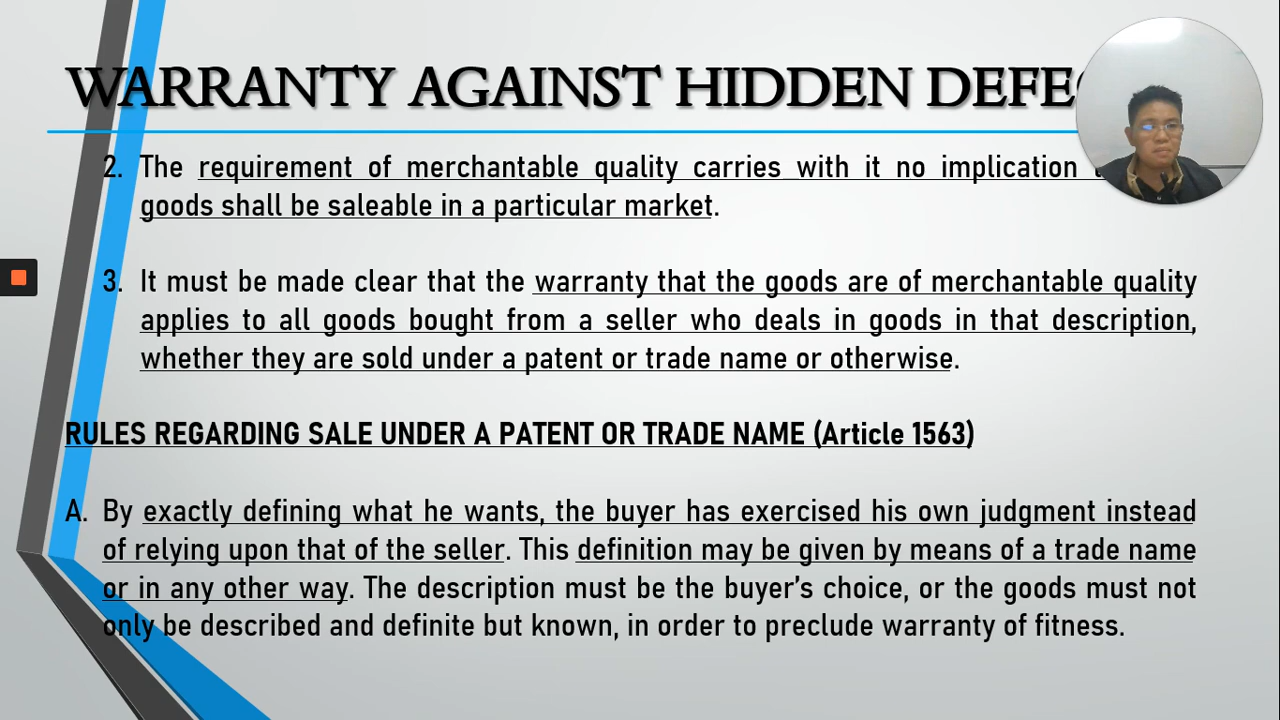 WARRANTY AGAINST HIDDEN
2. The requirement of merchantable quality carries with it no implication
goods shall be saleable in a particular market.
3. It must be made clear that the warranty that the goods are of merchantable quality
applies to all goods bought from a seller who deals in goods in that description,
whether they are sold under a patent or trade name or otherwise.
RULES REGARDING SALE UNDER A PATENT OR TRADE NAME (Article 1563)
A. By exactly defining what he wants, the buyer has exercised his own judgment instead
of relying upon that of the seller. This definition may be given by means of a trade name
or in any other way. The description must be the buyer’s choice, or the goods must not
only be described and definite but known, in order to preclude warranty of fitness.